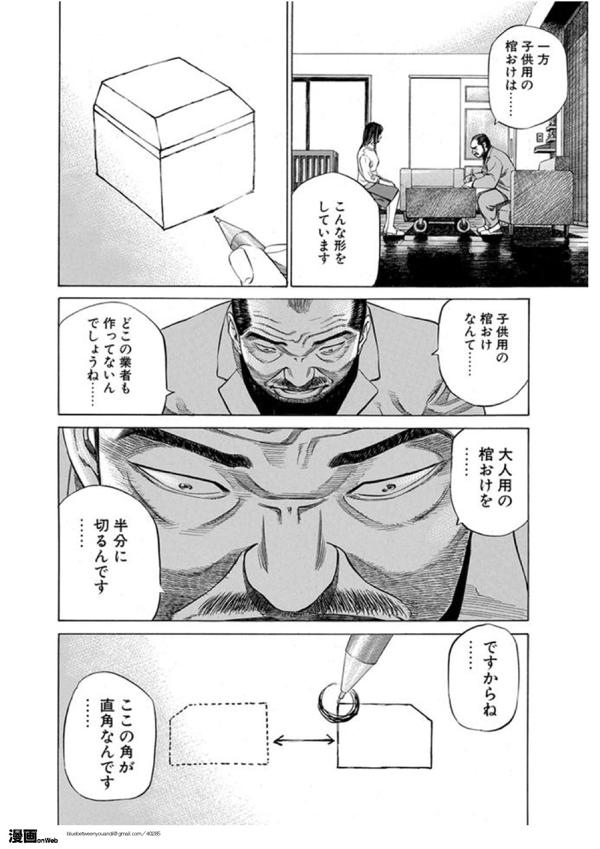 一方
子供用の
棺おけは……
こんな形を
しています
子供用の
棺おけ
なんて…
どこの業者も
作ってないん
でしょうね……
大人用の
棺おけを
……
半分に
切るんです
……
ですからね
……
ここの角が
直角なんです
……
漫画onWeb
bluebetweenyouandi@gmail.com/40285